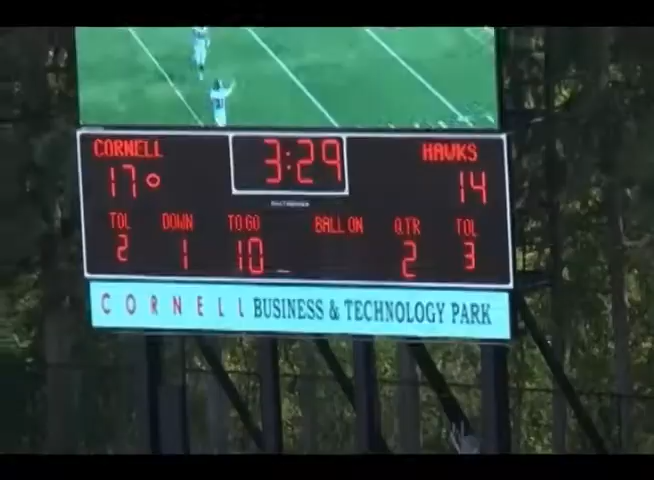 CORNELL 3:29 HAWKS
17 14
TOL DOWN TO GO BALL ON QTR TOL
2 1 10 2 3
CORNELL BUSINESS & TECHNOLOGY PARK